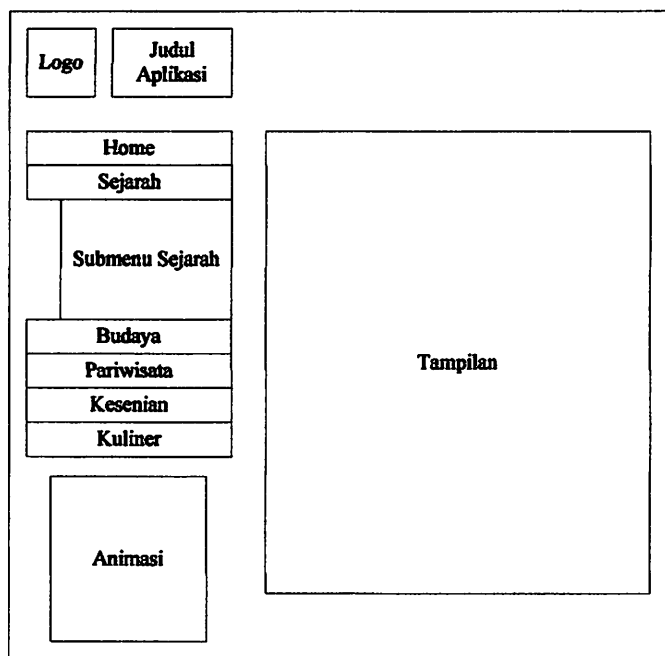 Logo
Judul
Aplikasi
Home
Sejarah
Submenu Sejarah
Budaya
Pariwisata
Kesenian
Kuliner
Tampilan
Animasi